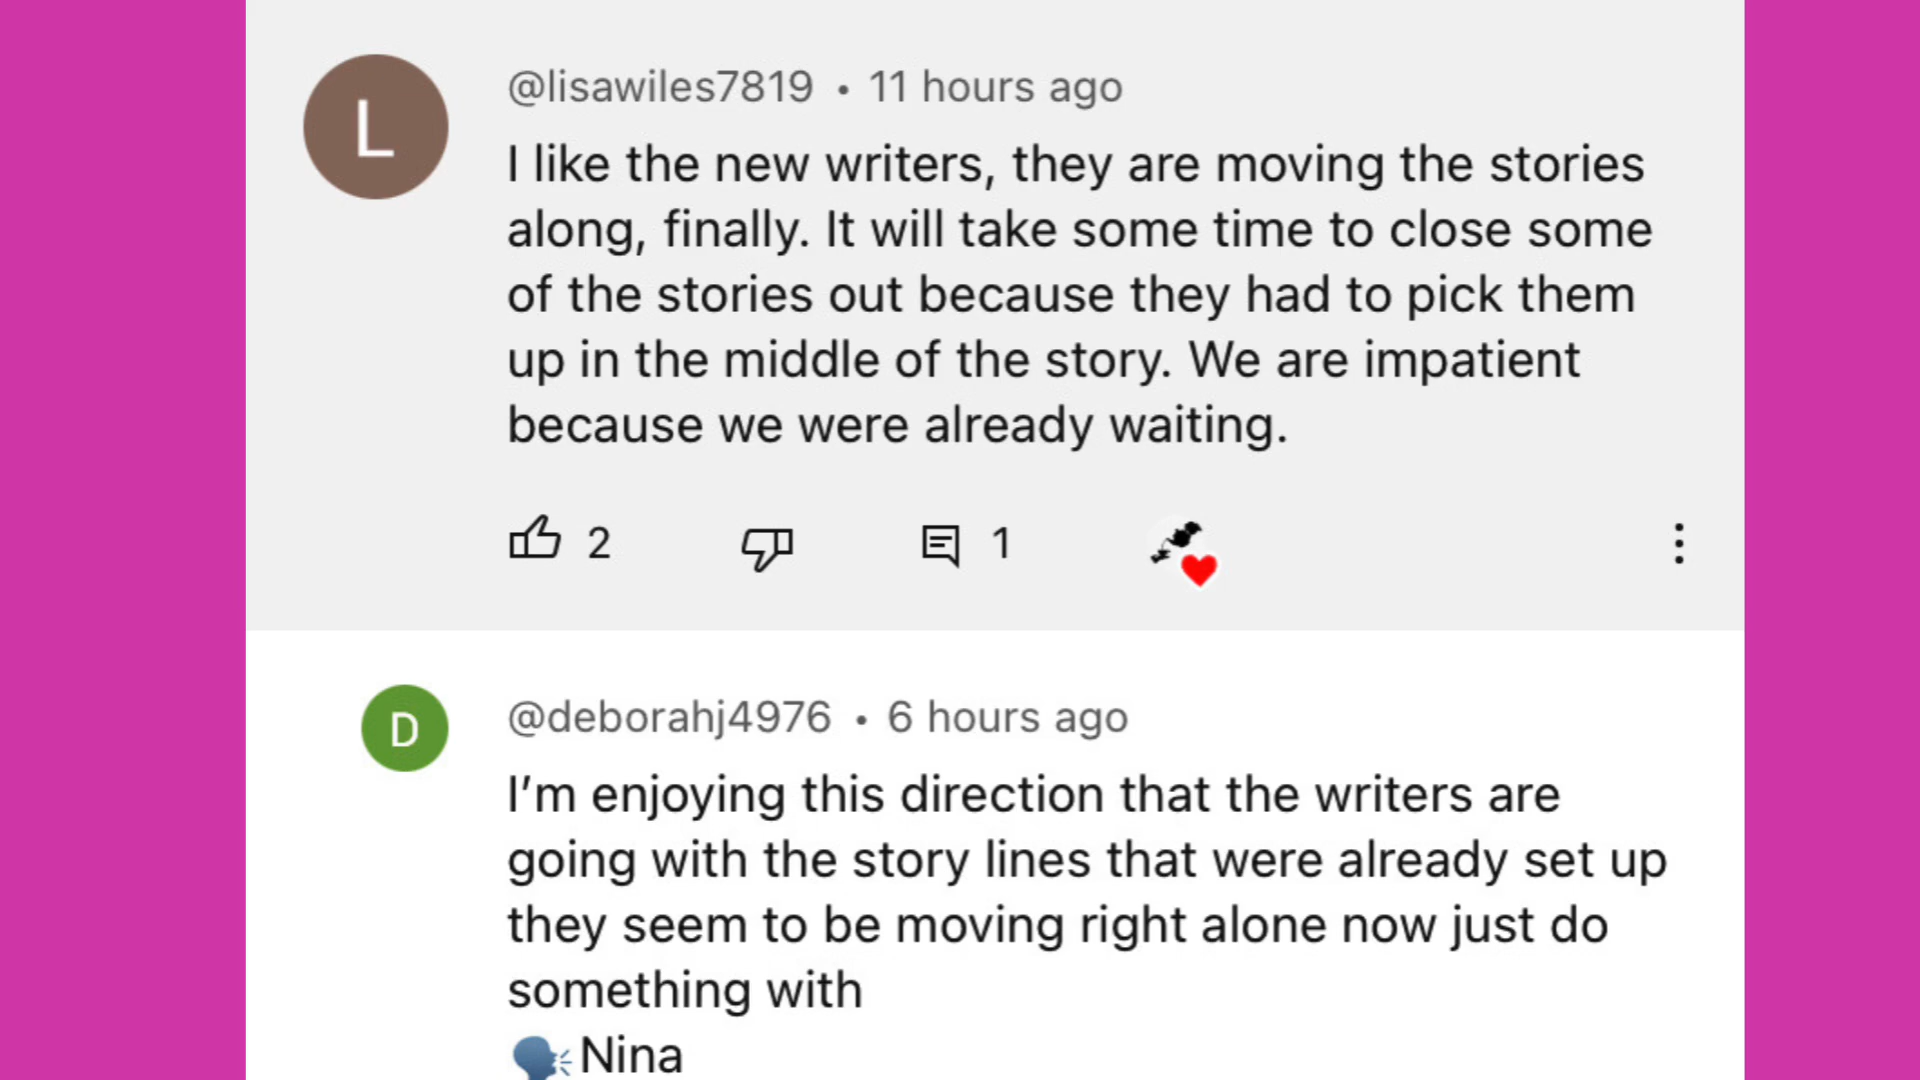 L
@lisawiles7819 • 11 hours ago
I like the new writers, they are moving the stories
along, finally. It will take some time to close some
of the stories out because they had to pick them
up in the middle of the story. We are impatient
because we were already waiting.
2
1
D
@deborahj4976 • 6 hours ago
I’m enjoying this direction that the writers are
going with the story lines that were already set up
they seem to be moving right alone now just do
something with
🗣️Nina